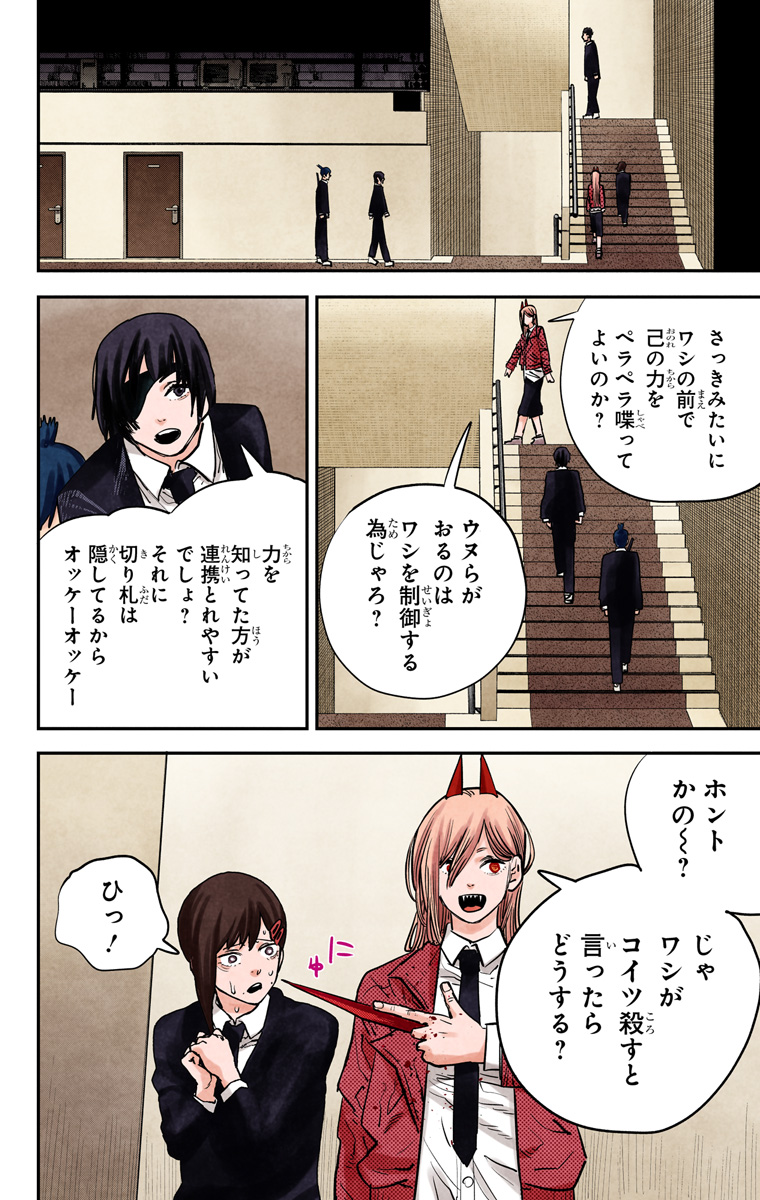 さっきみたいに
ワシの前で
己の力を
ペラペラ喋って
よいのか?
ウヌらが
おるのは
ワシを制御する
為じゃろ?
力を
知ってた方が
連携とれやすい
でしょ?
それに
切り札は
隠してるから
オッケーオッケー
ホント
かの〜?
じゃ
ワシが
コイツ殺すと
言ったら
どうする?
にゅ
ひっ!